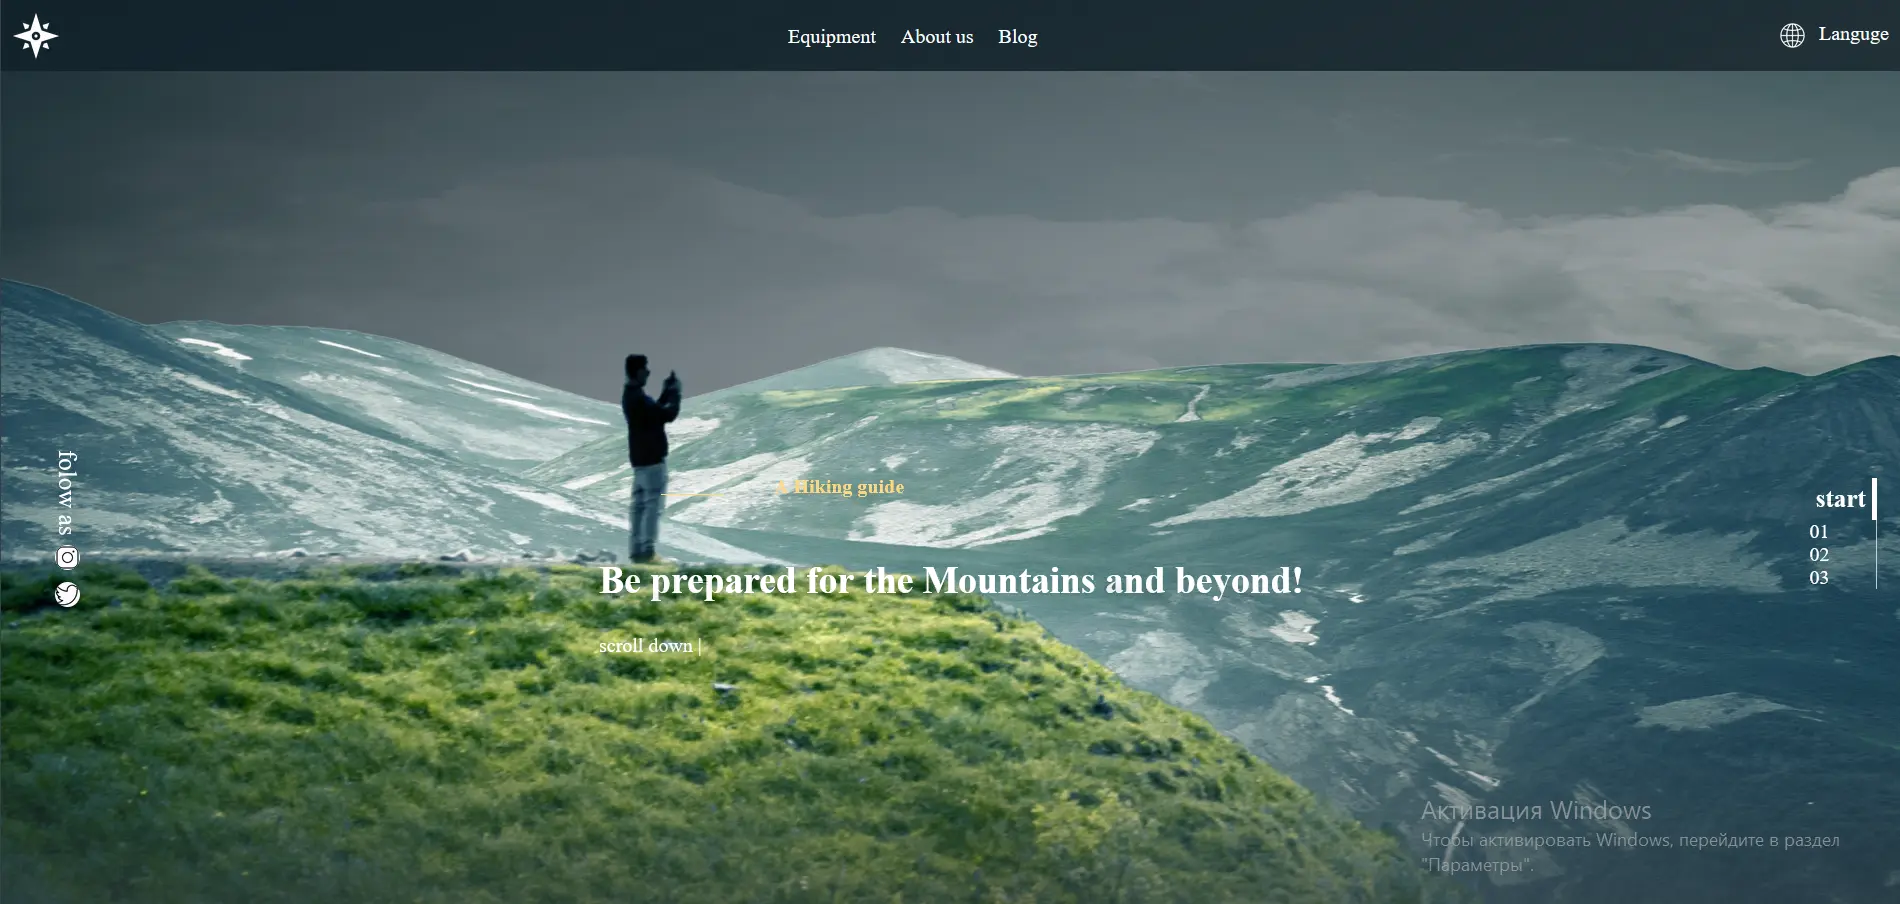 Equipment About us Blog
Languge
folow as
A Hiking guide
start
01
02
03
Be prepared for the Mountains and beyond!
scroll down |
Активация Windows
Чтобы активировать Windows, перейдите в раздел
"Параметры".